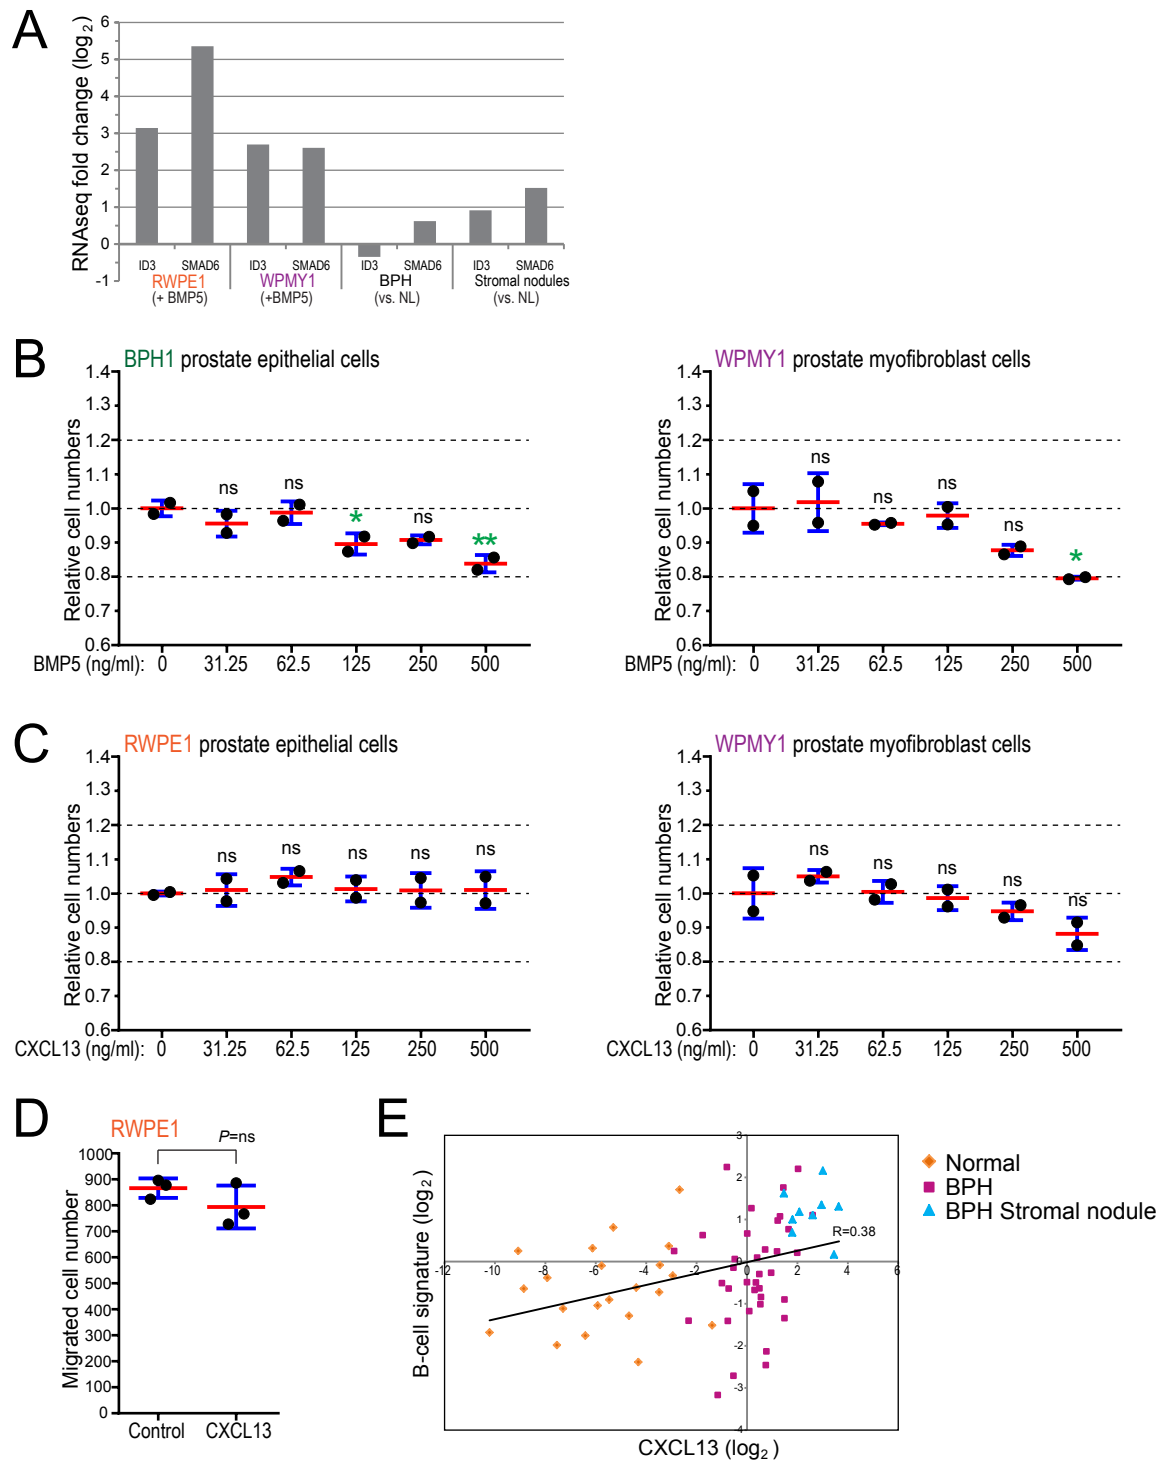 A
RNAseq fold change (log2)
6
5
4
3
2
1
0
-1
ID3 SMAD6 ID3 SMAD6 ID3 SMAD6 ID3 SMAD6
RWPE1 WPMY1 BPH Stromal nodules
(+ BMP5) (+BMP5) (vs. NL) (vs. NL)
B
BPH1 prostate epithelial cells
Relative cell numbers
1.4
1.3
1.2
1.1
1.0
0.9
0.8
0.7
0.6
ns ns * ns **
BMP5 (ng/ml): 0 31.25 62.5 125 250 500
WPMY1 prostate myofibroblast cells
Relative cell numbers
1.4
1.3
1.2
1.1
1.0
0.9
0.8
0.7
0.6
ns ns ns ns *
BMP5 (ng/ml): 0 31.25 62.5 125 250 500
C
RWPE1 prostate epithelial cells
Relative cell numbers
1.4
1.3
1.2
1.1
1.0
0.9
0.8
0.7
0.6
ns ns ns ns ns
CXCL13 (ng/ml): 0 31.25 62.5 125 250 500
WPMY1 prostate myofibroblast cells
Relative cell numbers
1.4
1.3
1.2
1.1
1.0
0.9
0.8
0.7
0.6
ns ns ns ns ns
CXCL13 (ng/ml): 0 31.25 62.5 125 250 500
D
RWPE1
P=ns
Migrated cell number
1000
900
800
700
600
500
400
300
200
100
0
Control CXCL13
E
B-cell signature (log2)
3
2
1
0
-1
-2
-3
-4
-12 -10 -8 -6 -4 -2 0 2 4 6
R=0.38
CXCL13 (log2)
Normal
BPH
BPH Stromal nodule